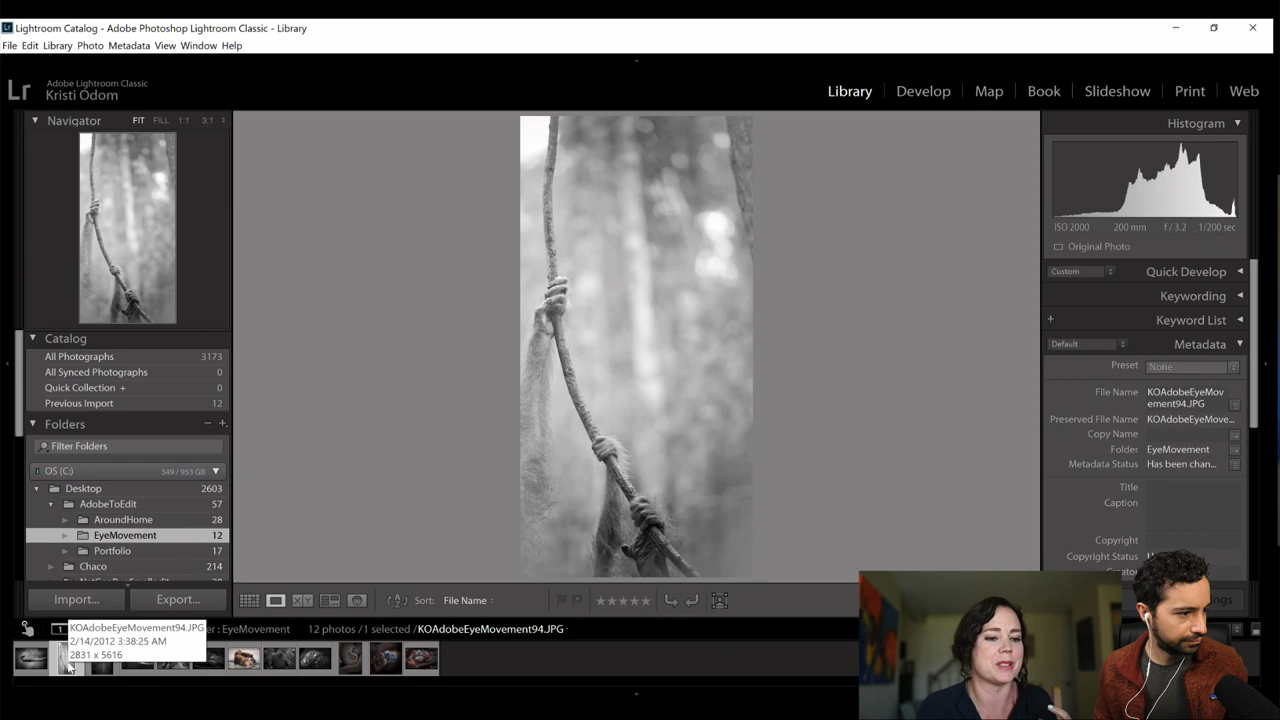 Lightroom Catalog - Adobe Photoshop Lightroom Classic - Library
File Edit Library Photo Metadata View Window Help
Lr Adobe Lightroom Classic
Kristi Odom
Library Develop Map Book Slideshow Print Web
Navigator FIT FILL 1:1 3:1
Catalog
All Photographs 3173
All Synced Photographs 0
Quick Collection + 0
Previous Import 12
Folders
Filter Folders
OS (C:) 349 / 953 GB
Desktop 2603
AdobeToEdit 57
AroundHome 28
EyeMovement 12
Portfolio 17
Chaco 214
Import... Export...
Sort: File Name
Histogram
ISO 2000 200 mm f / 3.2 1/200 sec
Original Photo
Custom Quick Develop
Keywording
Keyword List
Default Metadata
Preset None
File Name KOAdobeEyeMov
ement94.JPG
Preserved File Name KOAdobeEyeMove...
Copy Name
Folder EyeMovement
Metadata Status Has been chan...
Title
Caption
Copyright
Copyright Status
1 : EyeMovement 12 photos / 1 selected / KOAdobeEyeMovement94.JPG
KOAdobeEyeMovement94.JPG
2/14/2012 3:38:25 AM
2831 x 5616